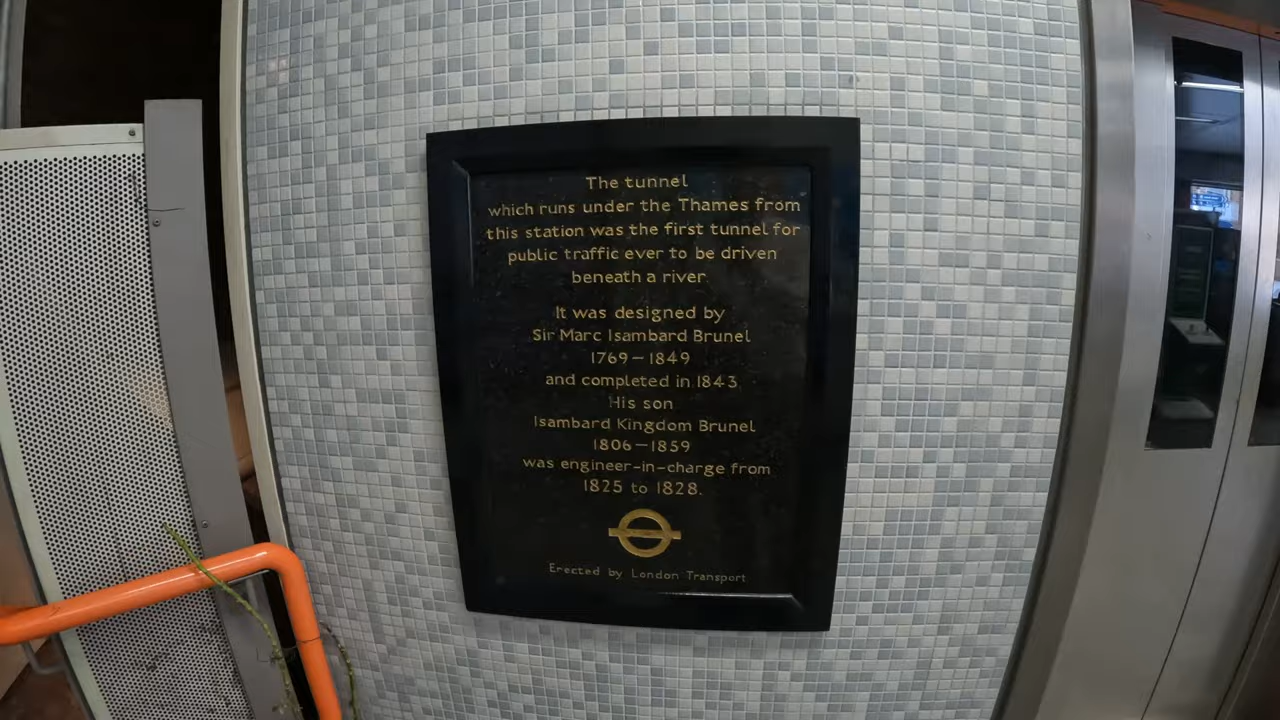 The tunnel
which runs under the Thames from
this station was the first tunnel for
public traffic ever to be driven
beneath a river
It was designed by
Sir Marc Isambard Brunel
1769–1849
and completed in 1843
His son
Isambard Kingdom Brunel
1806–1859
was engineer-in-charge from
1825 to 1828.
Erected by London Transport